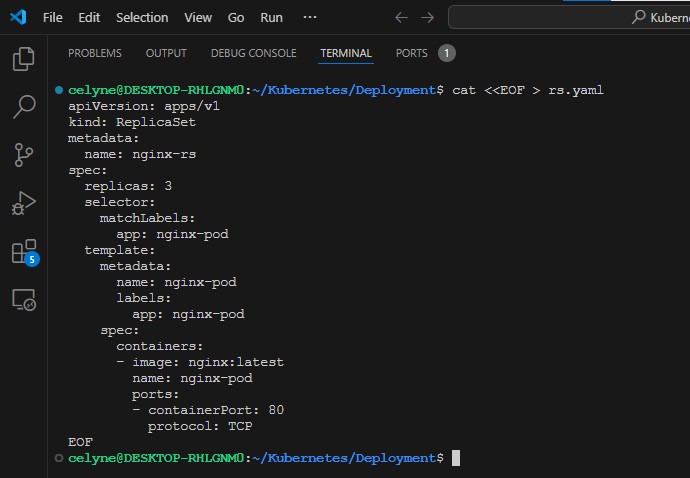 File Edit Selection View Go Run ··· Kuberne
PROBLEMS OUTPUT DEBUG CONSOLE TERMINAL PORTS 1
celyne@DESKTOP-RHLGNM0:~/Kubernetes/Deployment$ cat <<EOF > rs.yaml
apiVersion: apps/v1
kind: ReplicaSet
metadata:
  name: nginx-rs
spec:
  replicas: 3
  selector:
    matchLabels:
      app: nginx-pod
  template:
    metadata:
      name: nginx-pod
      labels:
        app: nginx-pod
    spec:
      containers:
      - image: nginx:latest
        name: nginx-pod
        ports:
        - containerPort: 80
          protocol: TCP
EOF
celyne@DESKTOP-RHLGNM0:~/Kubernetes/Deployment$
5